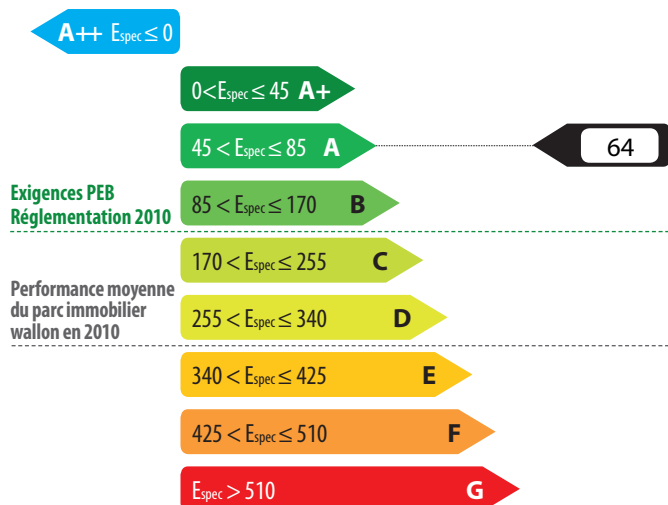 A++ Espec ≤ 0
0<Espec ≤ 45 A+
45 < Espec ≤ 85 A
64
Exigences PEB
Réglementation 2010
85 < Espec ≤ 170 B
170 < Espec ≤ 255 C
Performance moyenne
du parc immobilier
wallon en 2010
255 < Espec ≤ 340 D
340 < Espec ≤ 425 E
425 < Espec ≤ 510 F
Espec > 510 G